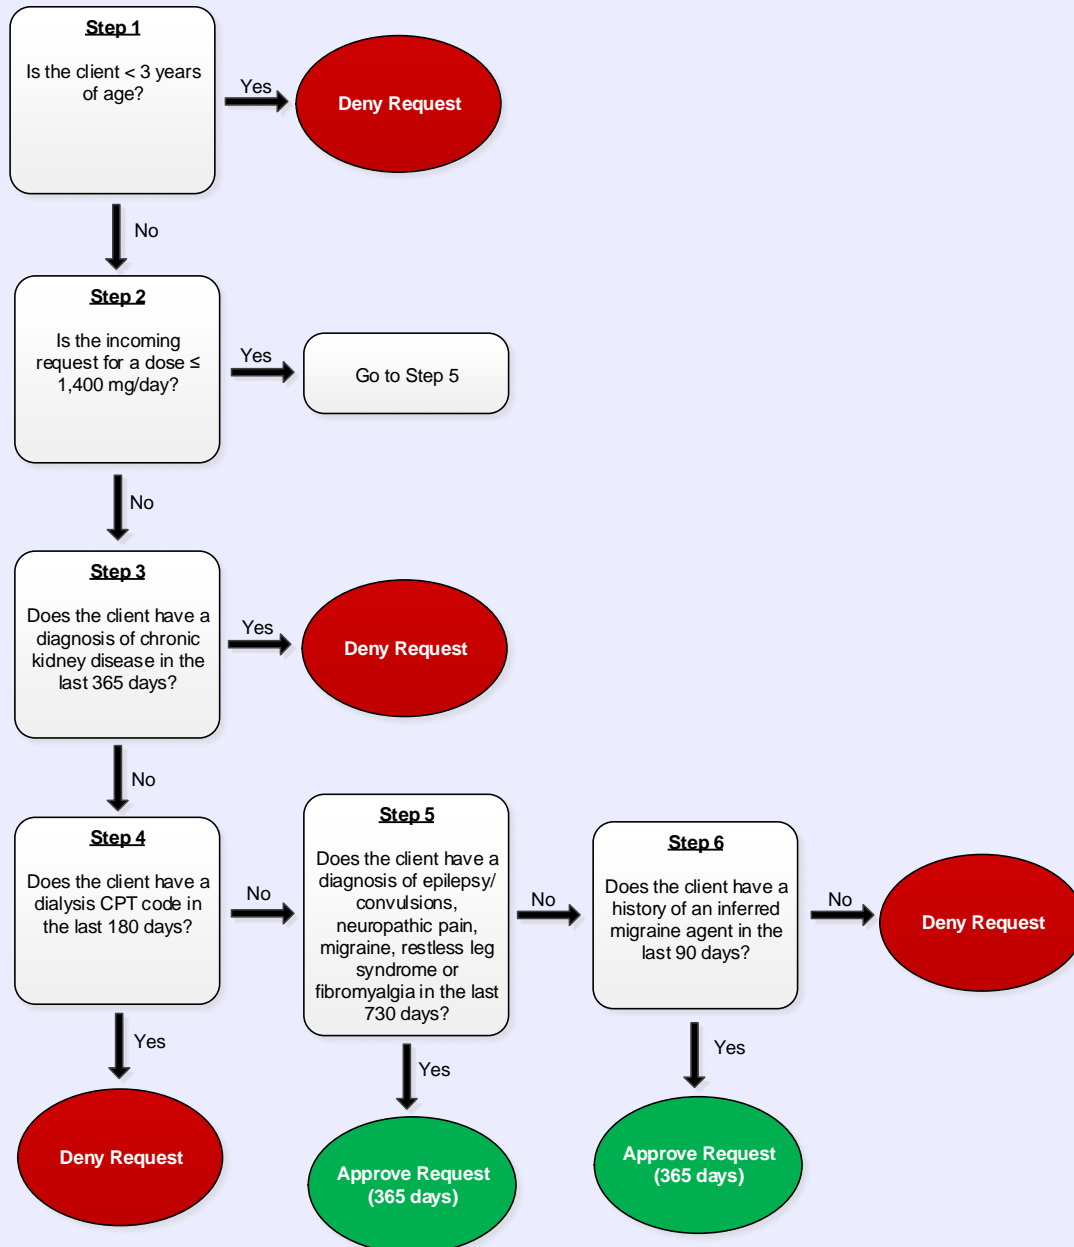 Step 1
Is the client < 3 years
of age?
Yes
Deny Request
No
Step 2
Is the incoming
request for a dose ≤
1,400 mg/day?
Yes
Go to Step 5
No
Step 3
Does the client have a
diagnosis of chronic
kidney disease in the
last 365 days?
Yes
Deny Request
No
Step 4
Does the client have a
dialysis CPT code in
the last 180 days?
No
Yes
Deny Request
Step 5
Does the client have a
diagnosis of epilepsy/
convulsions,
neuropathic pain,
migraine, restless leg
syndrome or
fibromyalgia in the last
730 days?
No
Yes
Approve Request
(365 days)
Step 6
Does the client have a
history of an inferred
migraine agent in the
last 90 days?
No
Deny Request
Yes
Approve Request
(365 days)